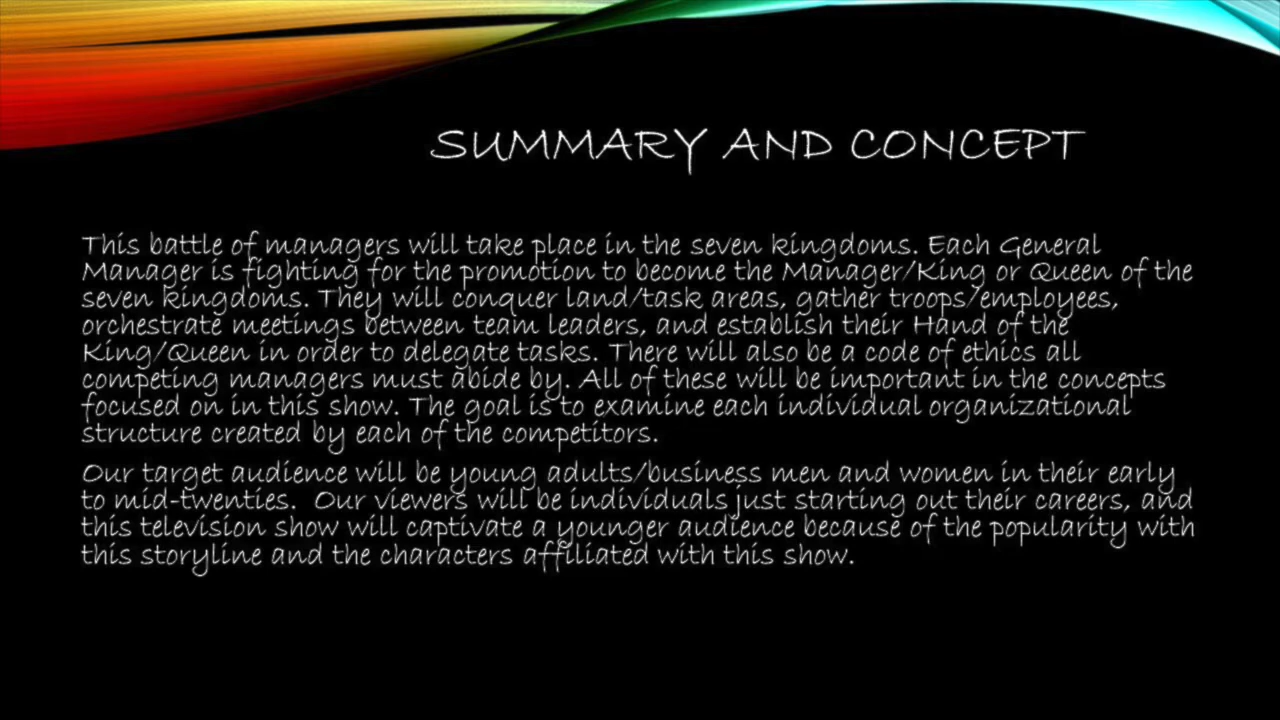 SUMMARY AND CONCEPT
This battle of managers will take place in the seven kingdoms. Each General
Manager is fighting for the promotion to become the Manager/King or Queen of the
seven kingdoms. They will conquer land/task areas, gather troops/employees,
orchestrate meetings between team leaders, and establish their Hand of the
King/Queen in order to delegate tasks. There will also be a code of ethics all
competing managers must abide by. All of these will be important in the concepts
focused on in this show. The goal is to examine each individual organizational
structure created by each of the competitors.
Our target audience will be young adults/business men and women in their early
to mid-twenties.  Our viewers will be individuals just starting out their careers, and
this television show will captivate a younger audience because of the popularity with
this storyline and the characters affiliated with this show.